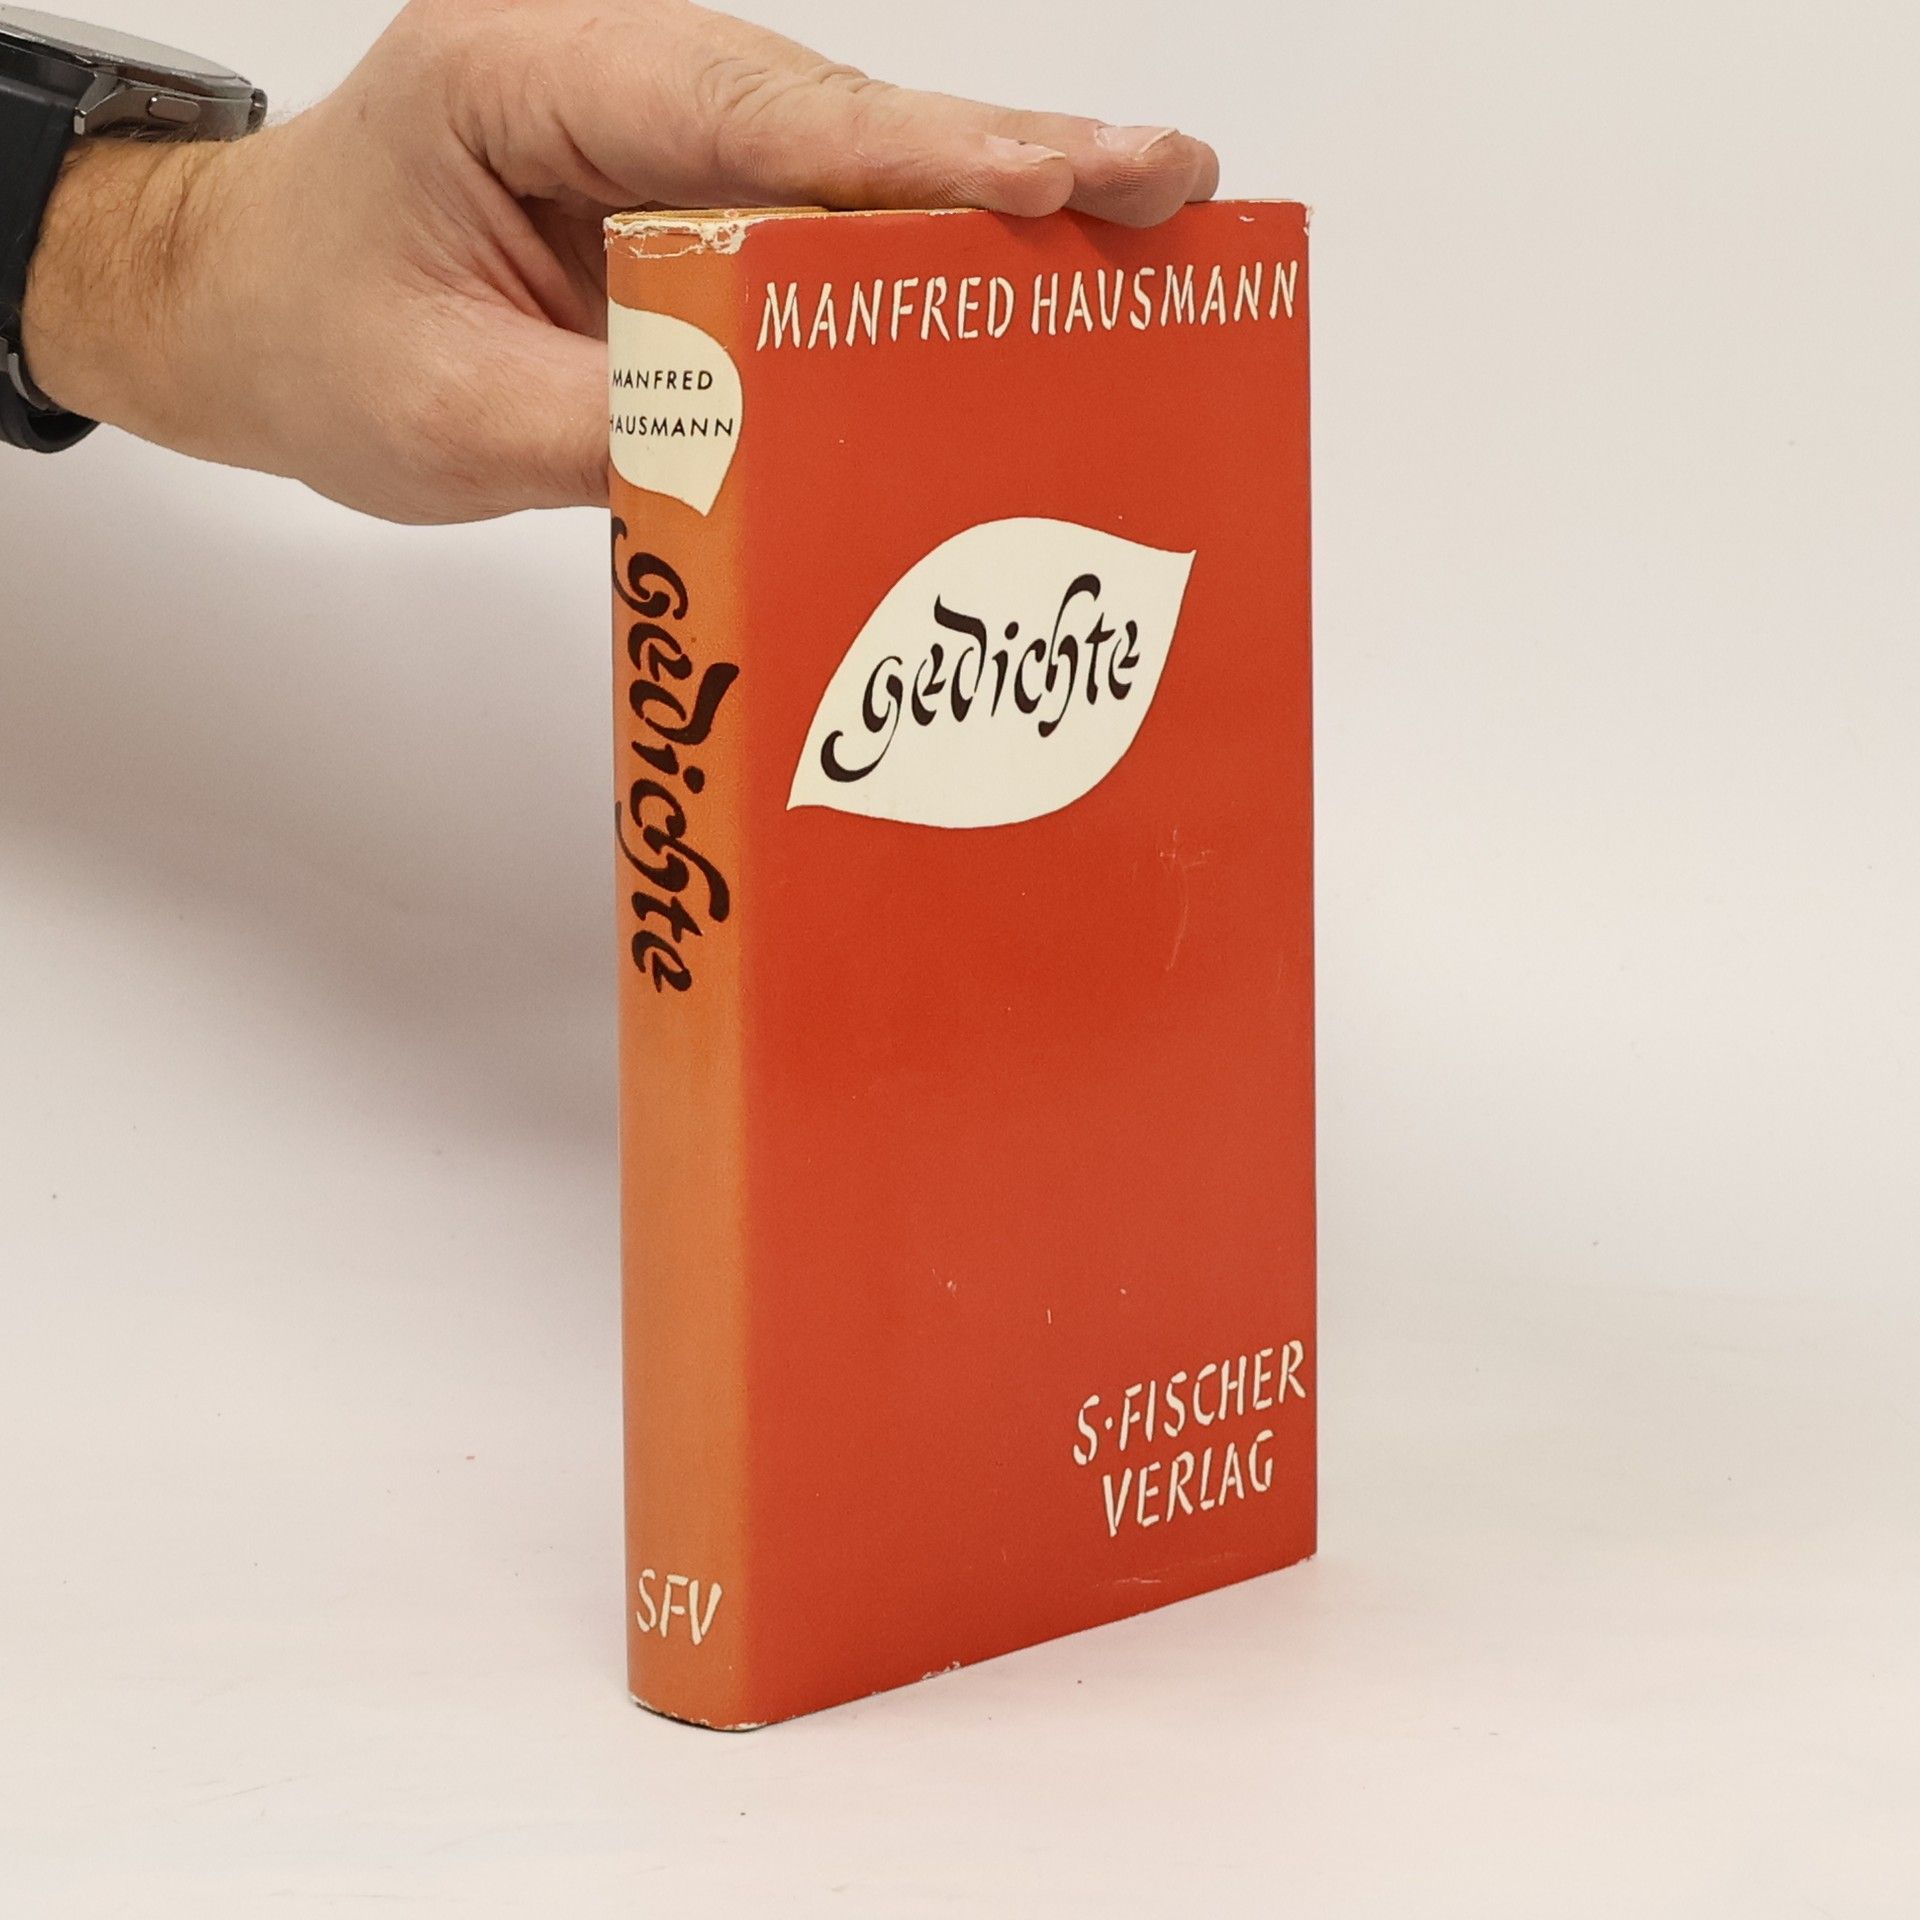 MANFRED HAUSMANN
gedichte
S·FISCHER
VERLAG
MANFRED
HAUSMANN
gedichte
SFV